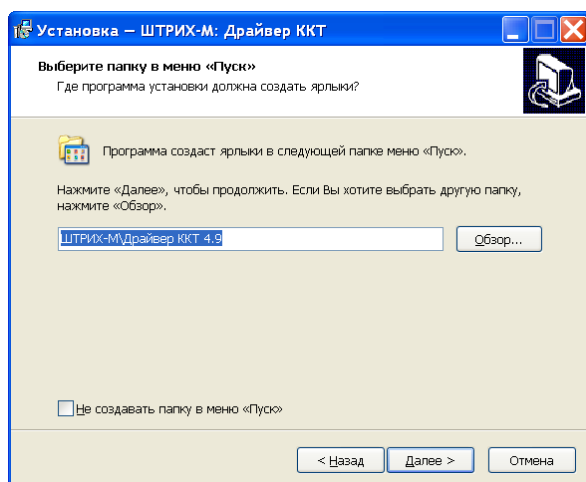 Установка — ШТРИХ-М: Драйвер ККТ
Выберите папку в меню «Пуск»
Где программа установки должна создать ярлыки?
Программа создаст ярлыки в следующей папке меню «Пуск».
Нажмите «Далее», чтобы продолжить. Если Вы хотите выбрать другую папку,
нажмите «Обзор».
ШТРИХ-М\Драйвер ККТ 4.9
Обзор...
Не создавать папку в меню «Пуск»
< Назад
Далее >
Отмена